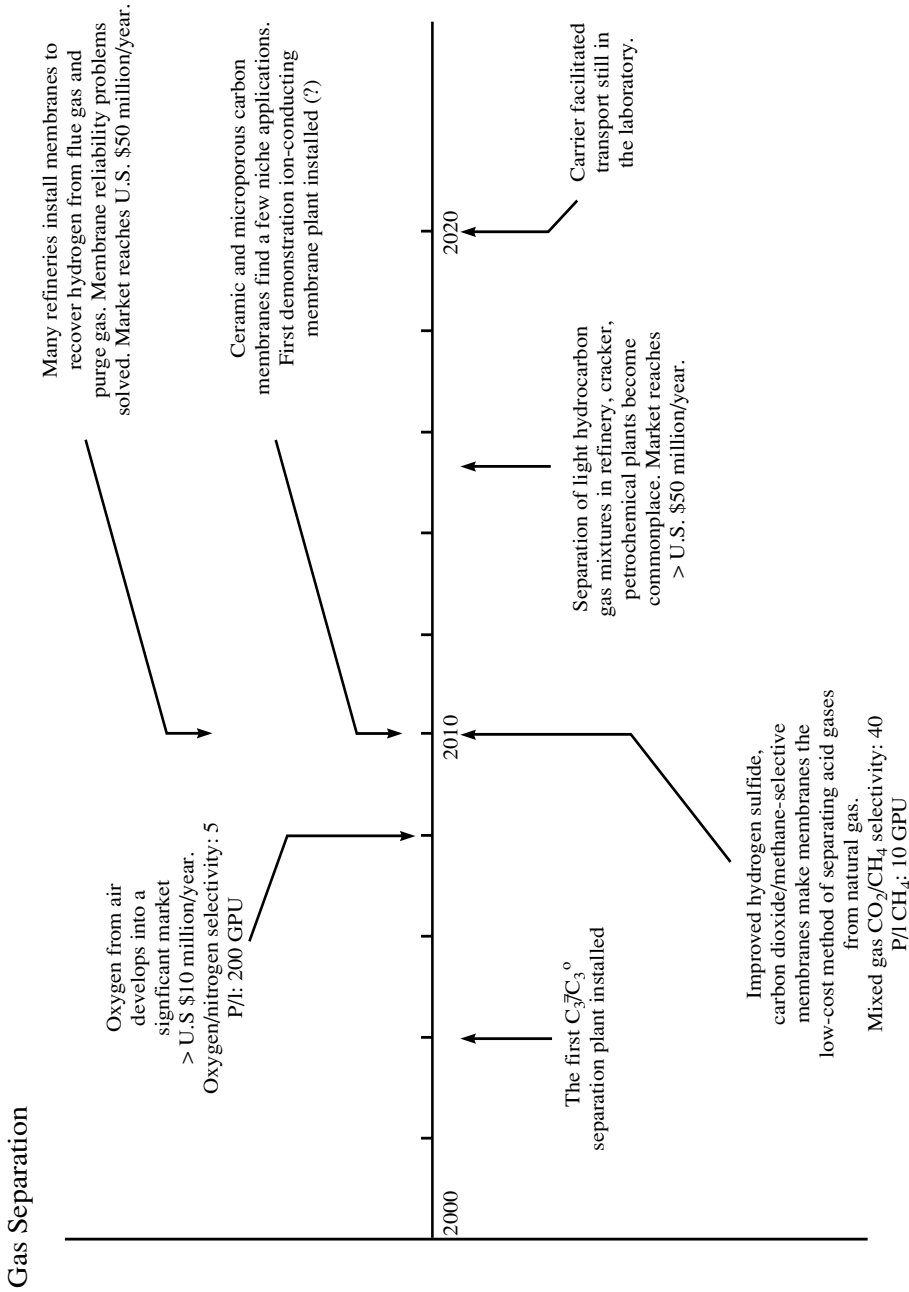 Gas Separation
Oxygen from air
develops into a
signficant market
> U.S $10 million/year.
Oxygen/nitrogen selectivity: 5
P/l: 200 GPU
Many refineries install membranes to
recover hydrogen from flue gas and
purge gas. Membrane reliability problems
solved. Market reaches U.S. $50 million/year.
Ceramic and microporous carbon
membranes find a few niche applications.
First demonstration ion-conducting
membrane plant installed (?)
2000
2010
2020
The first C₃⁼/C₃ᵒ
separation plant installed
Improved hydrogen sulfide,
carbon dioxide/methane-selective
membranes make membranes the
low-cost method of separating acid gases
from natural gas.
Mixed gas CO₂/CH₄ selectivity: 40
P/l CH₄: 10 GPU
Separation of light hydrocarbon
gas mixtures in refinery, cracker,
petrochemical plants become
commonplace. Market reaches
> U.S. $50 million/year.
Carrier facilitated
transport still in
the laboratory.